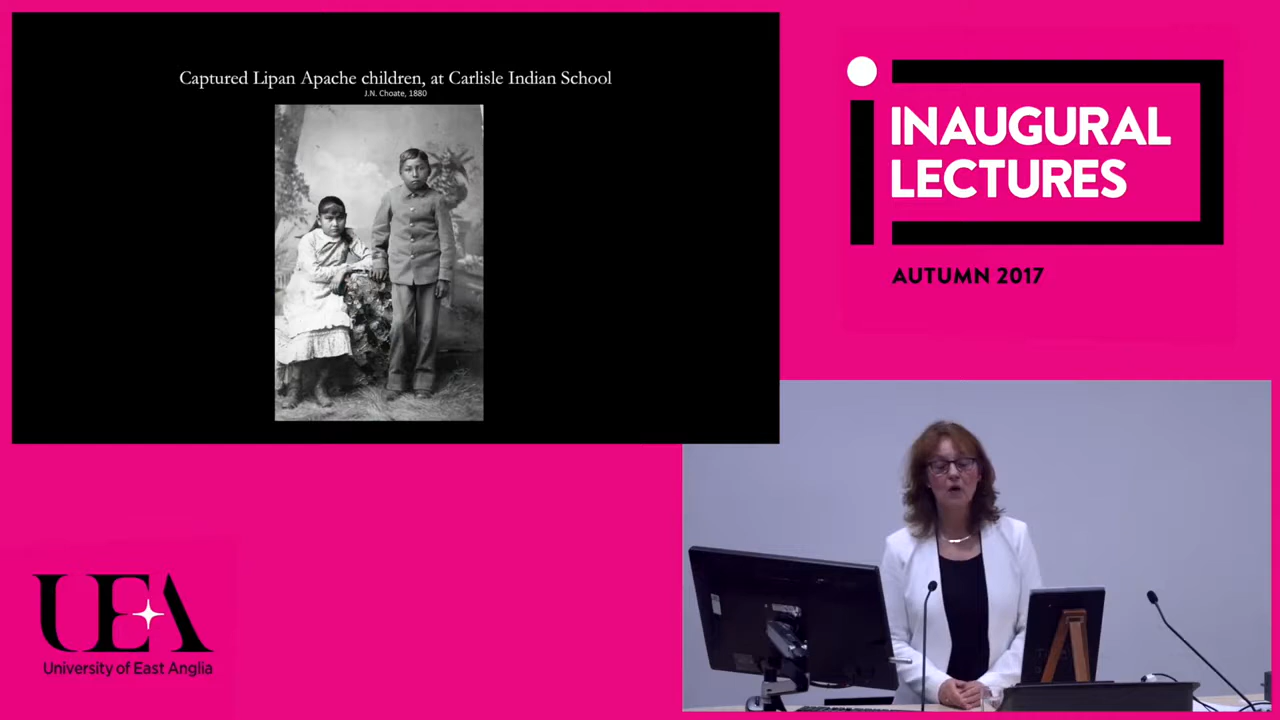 Captured Lipan Apache children, at Carlisle Indian School
J.N. Choate, 1880
INAUGURAL
LECTURES
AUTUMN 2017
UEA
University of East Anglia